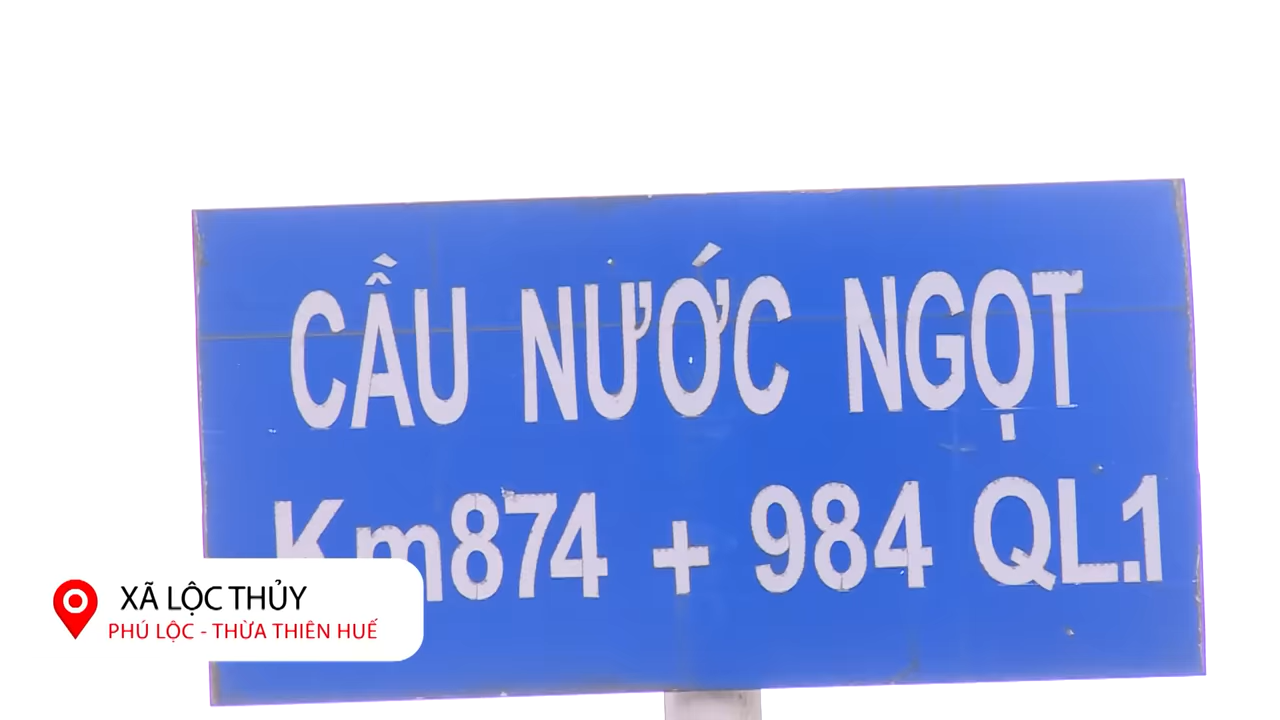 CẦU NƯỚC NGỌT
Km874 + 984 QL.1
XÃ LỘC THỦY
PHÚ LỘC - THỪA THIÊN HUẾ